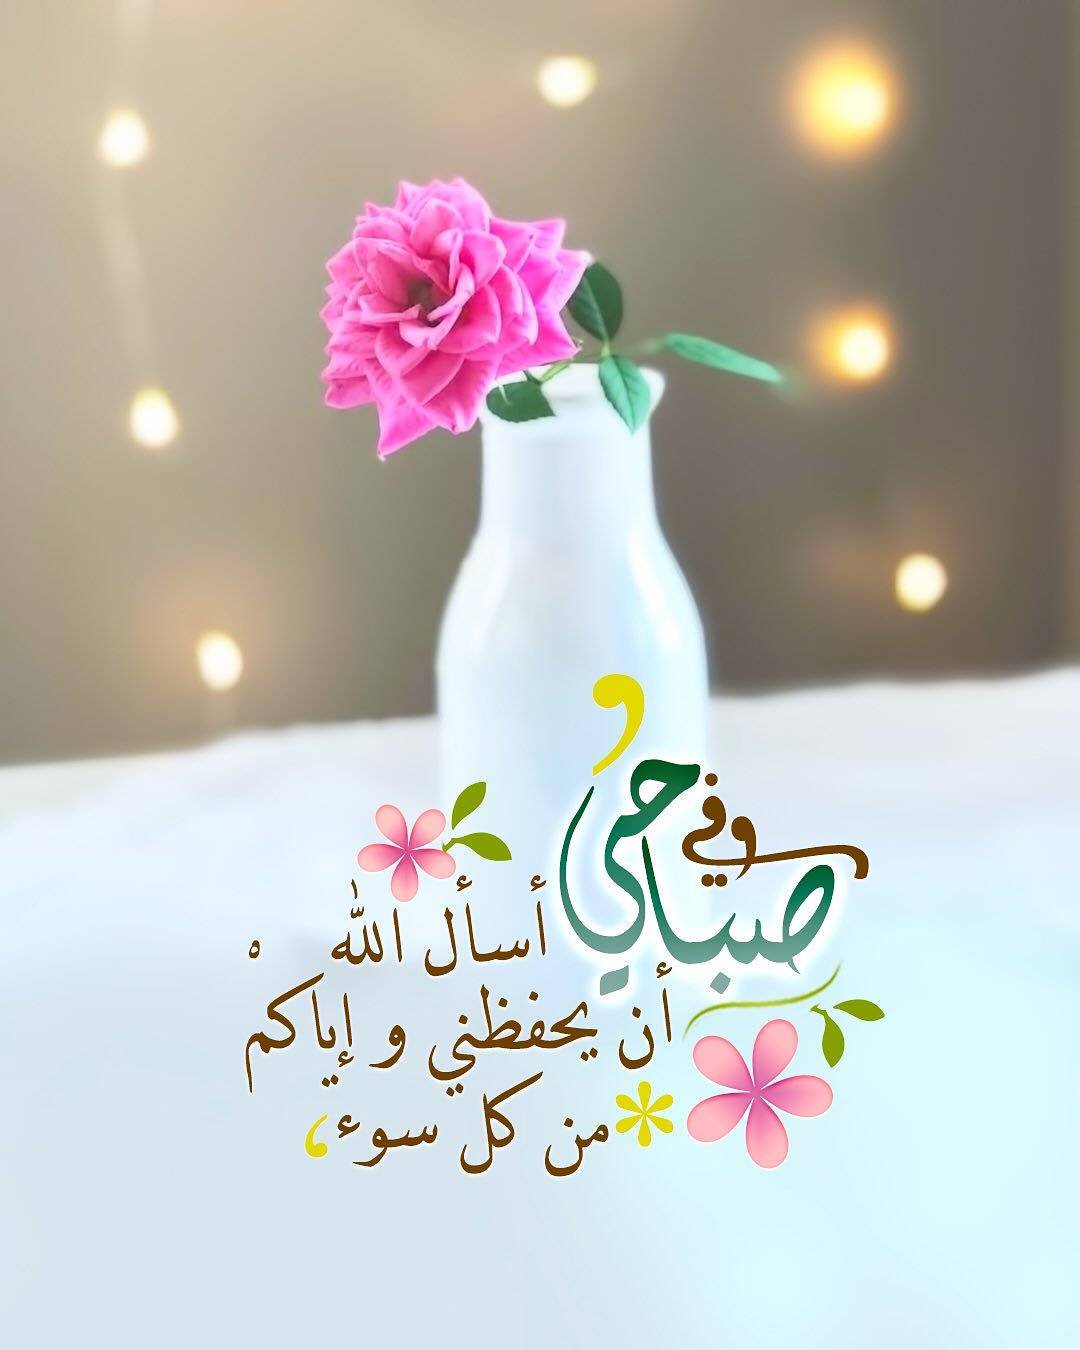 وفي صباحي
أسأل الله
أن يحفظني و إياكمْ
من كل سوء